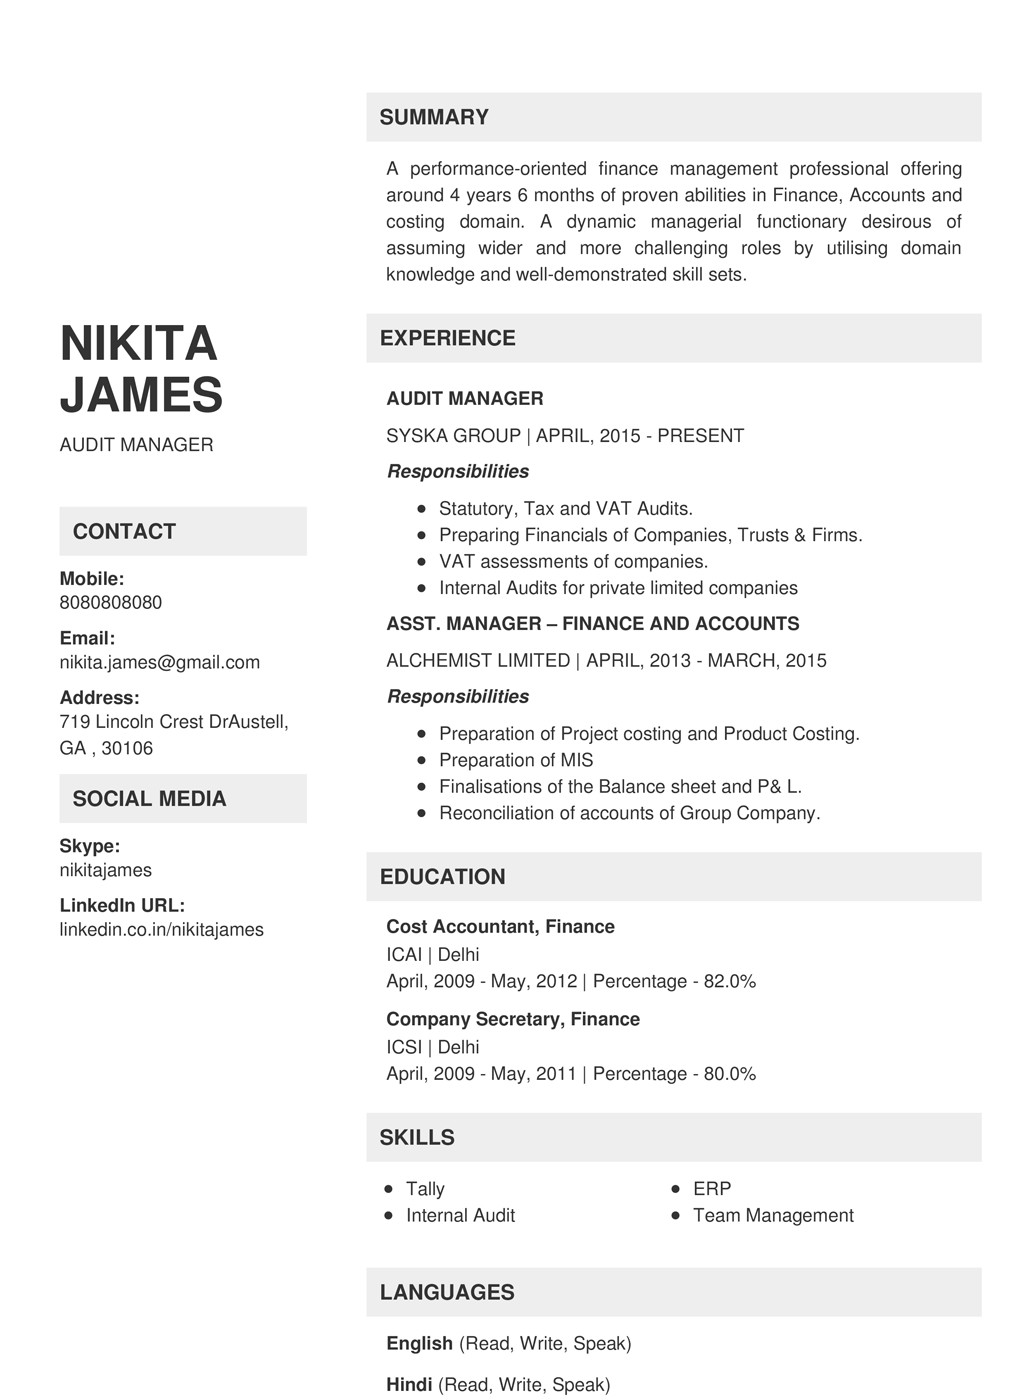 NIKITA
JAMES
AUDIT MANAGER
CONTACT
Mobile:
8080808080
Email:
nikita.james@gmail.com
Address:
719 Lincoln Crest DrAustell,
GA , 30106
SOCIAL MEDIA
Skype:
nikitajames
LinkedIn URL:
linkedin.co.in/nikitajames
SUMMARY
A performance-oriented finance management professional offering
around 4 years 6 months of proven abilities in Finance, Accounts and
costing domain. A dynamic managerial functionary desirous of
assuming wider and more challenging roles by utilising domain
knowledge and well-demonstrated skill sets.
EXPERIENCE
AUDIT MANAGER
SYSKA GROUP | APRIL, 2015 - PRESENT
Responsibilities
● Statutory, Tax and VAT Audits.
● Preparing Financials of Companies, Trusts & Firms.
● VAT assessments of companies.
● Internal Audits for private limited companies
ASST. MANAGER – FINANCE AND ACCOUNTS
ALCHEMIST LIMITED | APRIL, 2013 - MARCH, 2015
Responsibilities
● Preparation of Project costing and Product Costing.
● Preparation of MIS
● Finalisations of the Balance sheet and P& L.
● Reconciliation of accounts of Group Company.
EDUCATION
Cost Accountant, Finance
ICAI | Delhi
April, 2009 - May, 2012 | Percentage - 82.0%
Company Secretary, Finance
ICSI | Delhi
April, 2009 - May, 2011 | Percentage - 80.0%
SKILLS
● Tally
● Internal Audit
● ERP
● Team Management
LANGUAGES
English (Read, Write, Speak)
Hindi (Read, Write, Speak)